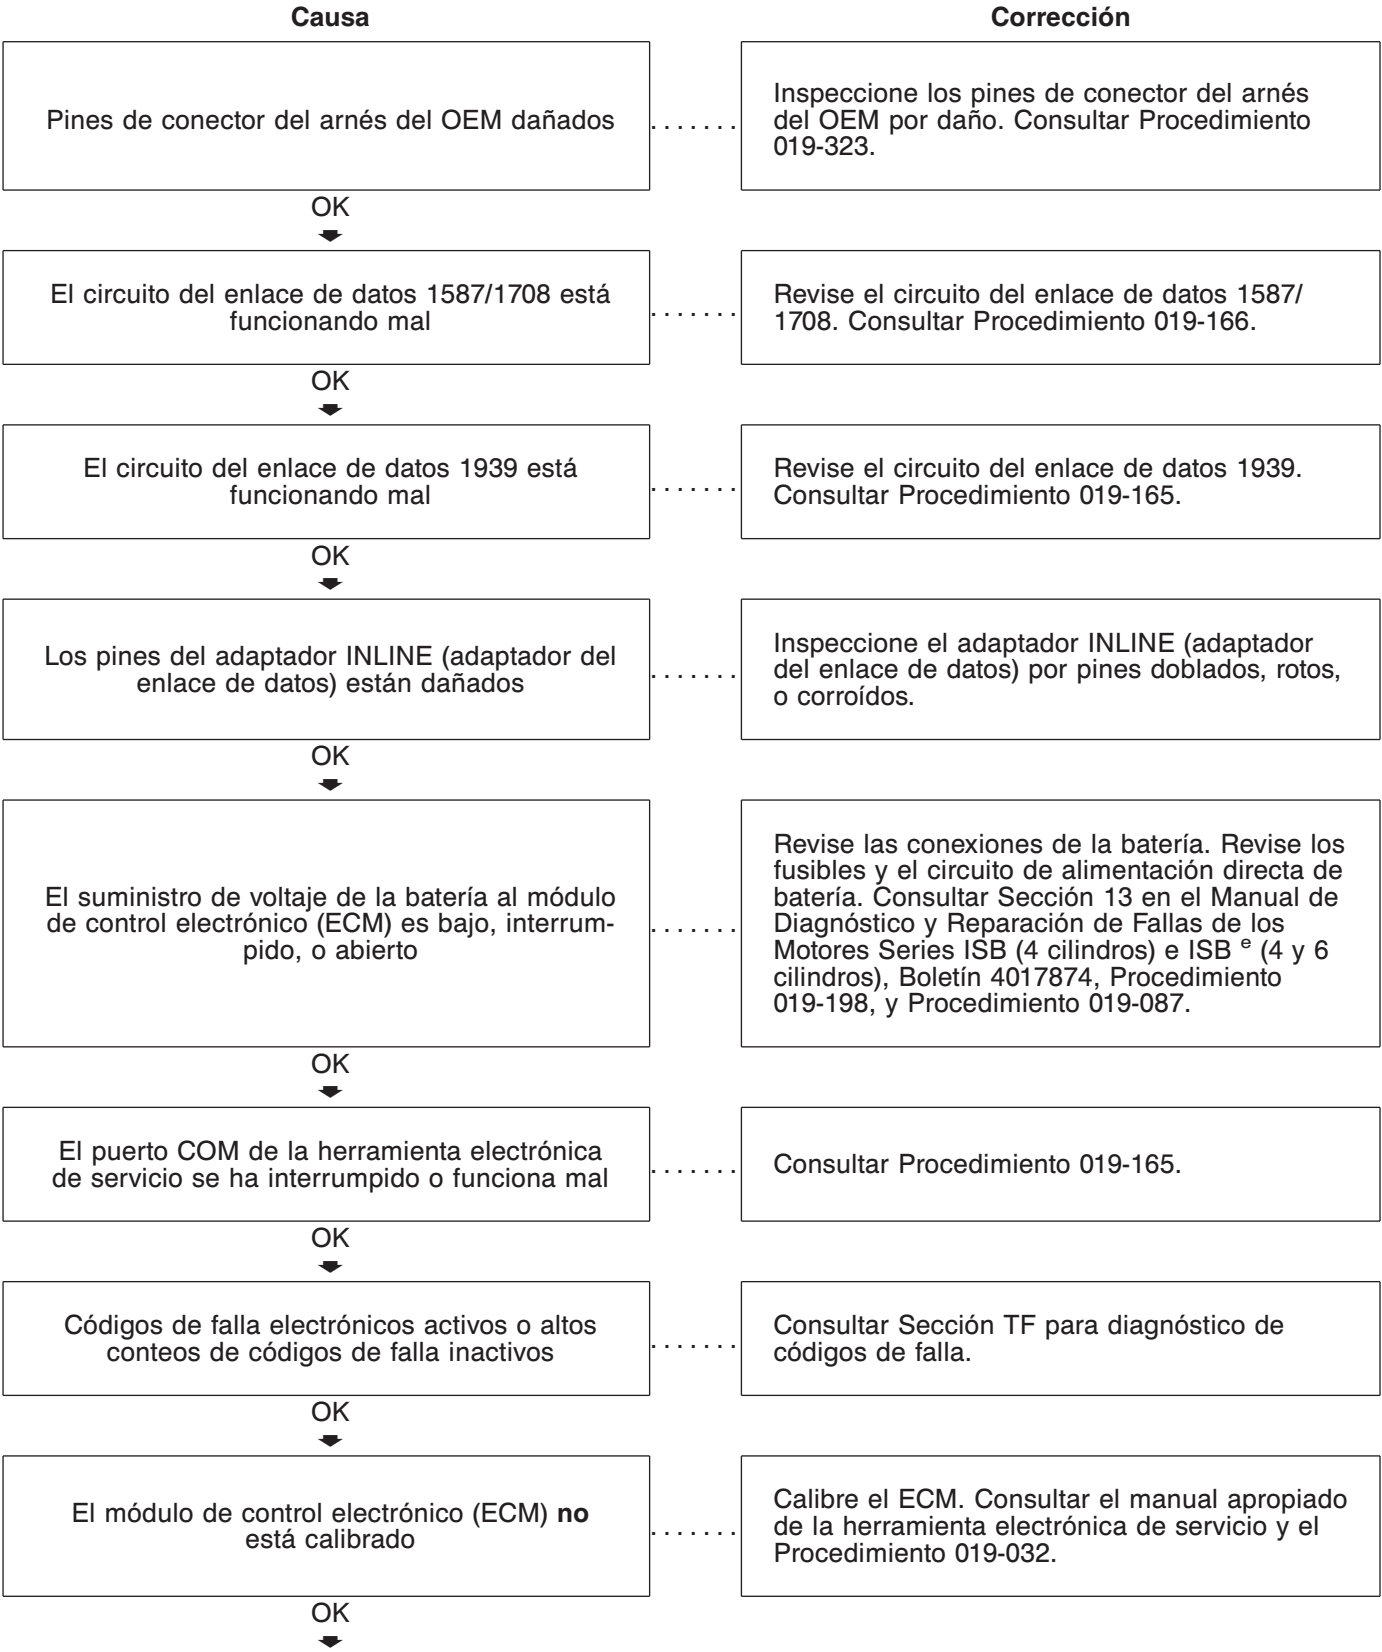 Causa
Corrección
Pines de conector del arnés del OEM dañados
.......
Inspeccione los pines de conector del arnés
del OEM por daño. Consultar Procedimiento
019-323.
OK
El circuito del enlace de datos 1587/1708 está
funcionando mal
.......
Revise el circuito del enlace de datos 1587/
1708. Consultar Procedimiento 019-166.
OK
El circuito del enlace de datos 1939 está
funcionando mal
.......
Revise el circuito del enlace de datos 1939.
Consultar Procedimiento 019-165.
OK
Los pines del adaptador INLINE (adaptador del
enlace de datos) están dañados
.......
Inspeccione el adaptador INLINE (adaptador
del enlace de datos) por pines doblados, rotos,
o corroídos.
OK
El suministro de voltaje de la batería al módulo
de control electrónico (ECM) es bajo, interrum-
pido, o abierto
.......
Revise las conexiones de la batería. Revise los
fusibles y el circuito de alimentación directa de
batería. Consultar Sección 13 en el Manual de
Diagnóstico y Reparación de Fallas de los
Motores Series ISB (4 cilindros) e ISB e (4 y 6
cilindros), Boletín 4017874, Procedimiento
019-198, y Procedimiento 019-087.
OK
El puerto COM de la herramienta electrónica
de servicio se ha interrumpido o funciona mal
.......
Consultar Procedimiento 019-165.
OK
Códigos de falla electrónicos activos o altos
conteos de códigos de falla inactivos
.......
Consultar Sección TF para diagnóstico de
códigos de falla.
OK
El módulo de control electrónico (ECM) no
está calibrado
.......
Calibre el ECM. Consultar el manual apropiado
de la herramienta electrónica de servicio y el
Procedimiento 019-032.
OK